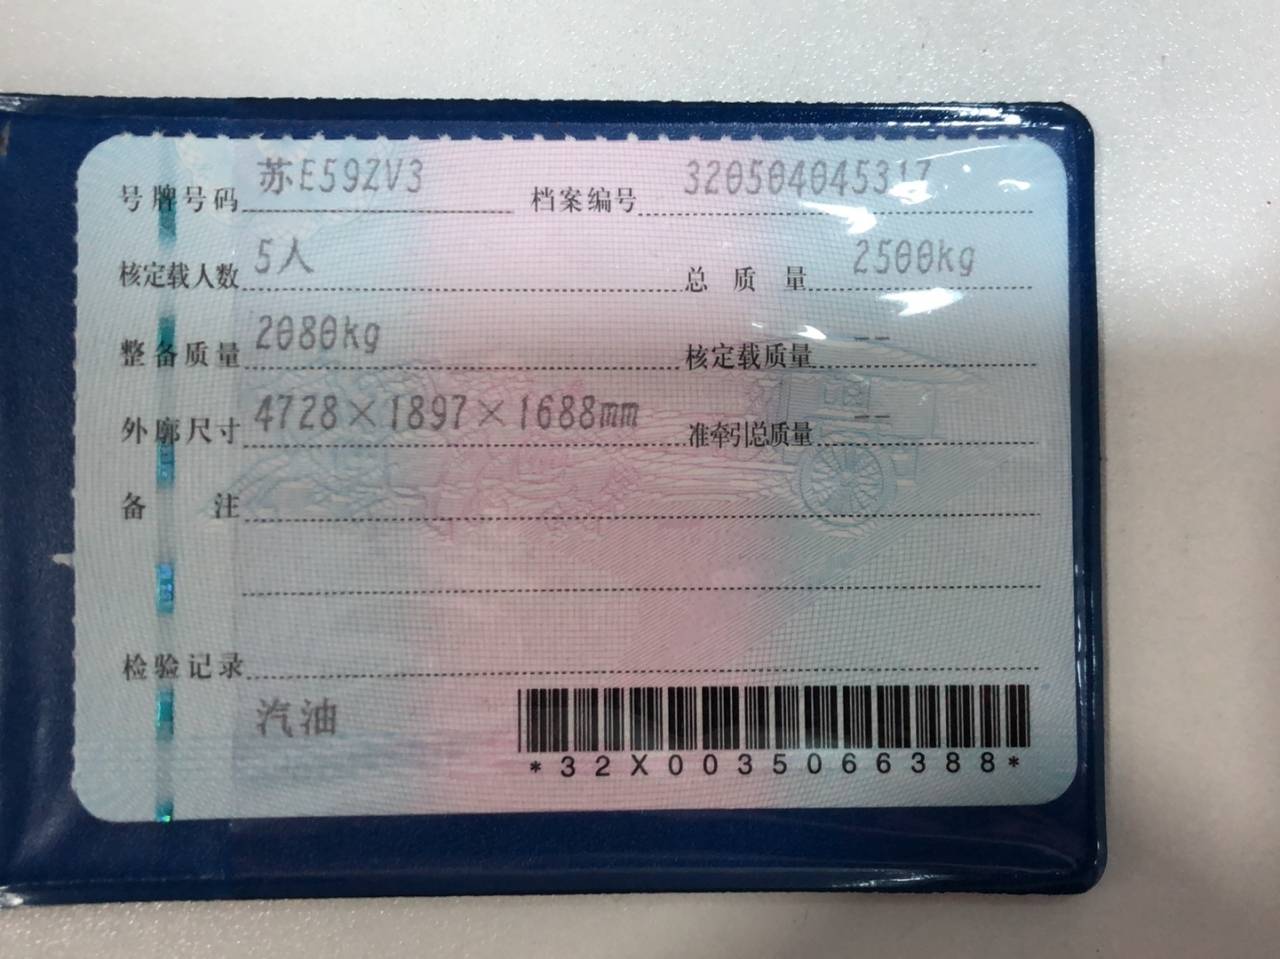 号牌号码 苏E59ZV3 档案编号 320504045317
核定载人数 5人 总质量 2500kg
整备质量 2080kg 核定载质量 --
外廓尺寸 4728×1897×1688mm 准牵引总质量 --
备注
检验记录
汽油
*32X0035066388*